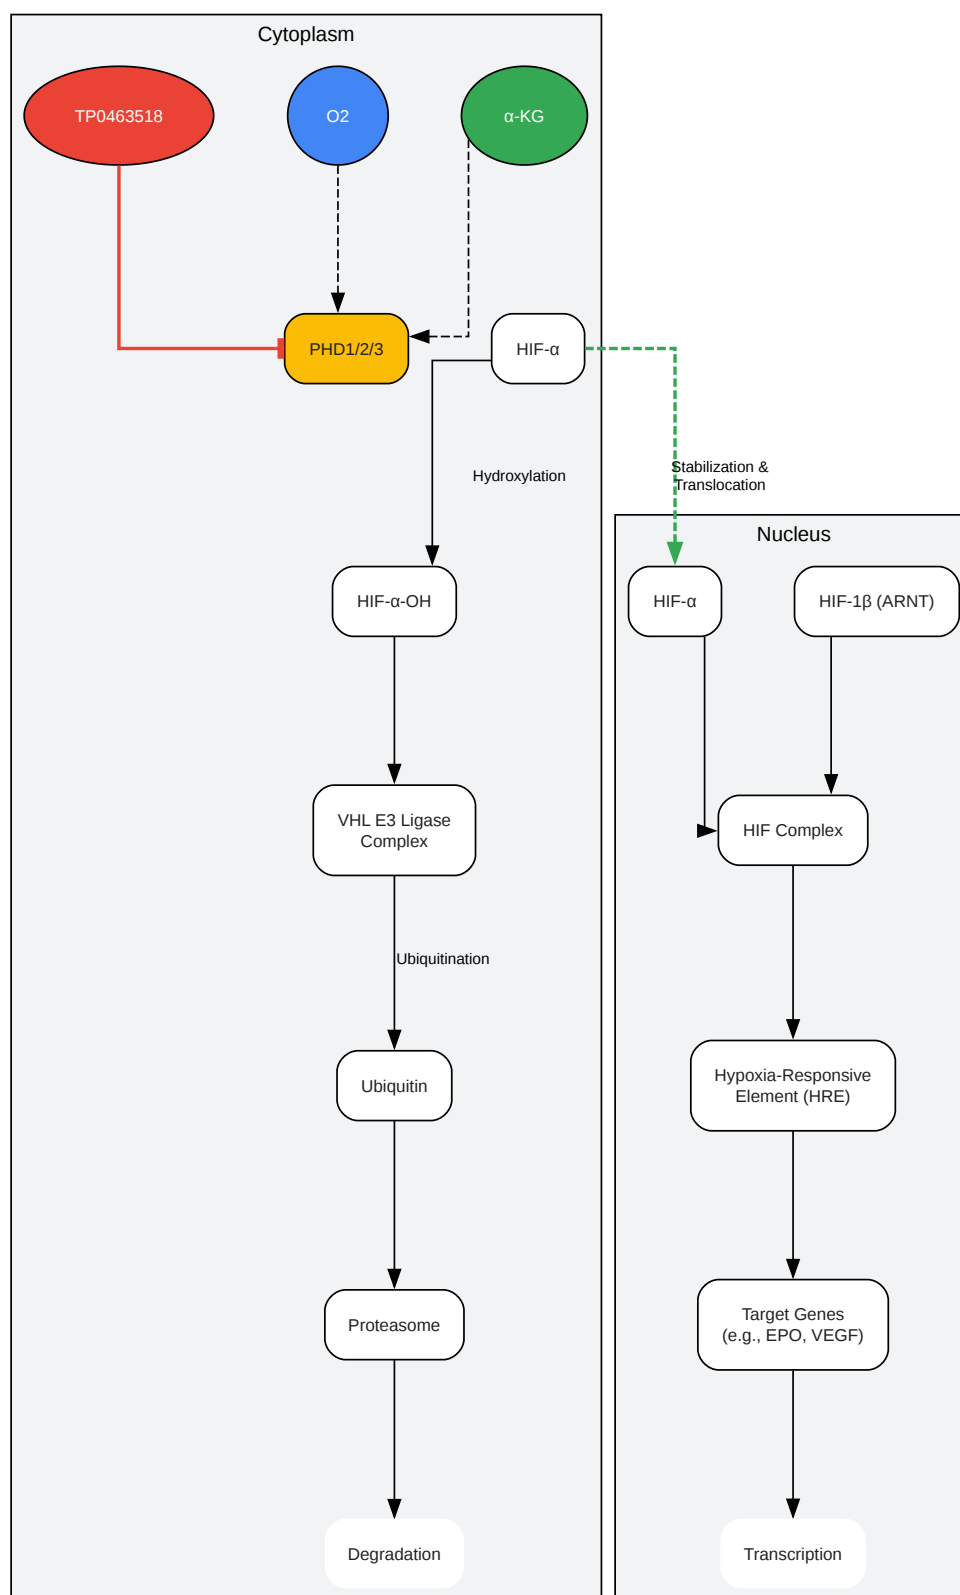 Cytoplasm
TP0463518
O2
α-KG
PHD1/2/3
HIF-α
Hydroxylation
Stabilization &
Translocation
Nucleus
HIF-α-OH
HIF-α
HIF-1β (ARNT)
VHL E3 Ligase
Complex
HIF Complex
Ubiquitination
Ubiquitin
Hypoxia-Responsive
Element (HRE)
Proteasome
Target Genes
(e.g., EPO, VEGF)
Degradation
Transcription